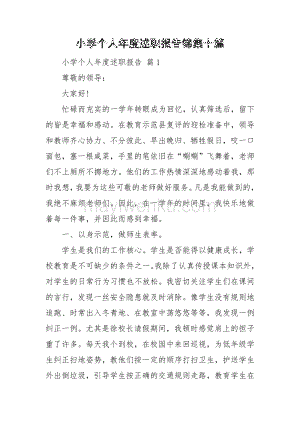 小学个人年度述职报告锦集十篇
小学个人年度述职报告 篇1
尊敬的领导：
大家好！
忙碌而充实的一学年转眼成为回忆，认真筛选后，留下
的皆是幸福和感动。在教育示范县复评的迎检准备中，领导
和教师齐心协力、不分彼此、早出晚归、牺牲假日，咬一口
面包，塞一根咸菜，子里的笔依旧在“唰唰”飞舞着，老师
们不上厕所不挪地方。他们的工作热情深深地感动着我，那
时我想，我要为这些可敬的老师做好服务。凡是我能做到的，
我绝不麻烦老师们。因此，在一学年的时间里。我快乐地做
着每一件事，并因此而感到幸福。
一、以身示范，做师生表率。
学生是我们的工作核心。学生是否能得以健康成长，学
校教育是不可缺少的条件之一。我除了认真传授课本知识外，
对学生的日常行为习惯也不放松。我密切关注学生们在课间
的言行，发现一丝安全隐患就及时消除。像学生没有规则地
追跑、时常出入冬青地、在教室中荡悠悠等等，我发现一例
纠正一例。尤其是徐校长请假期间，我顿时感觉肩上的担子
重了许多。每天我个到校，在校园中来回巡视。为低年级学
生纠正扫地姿势，教他们按一定的顺序打扫卫生，护送学生
外出倒垃圾，引导学生按正确的交通规则走路，教育学生在